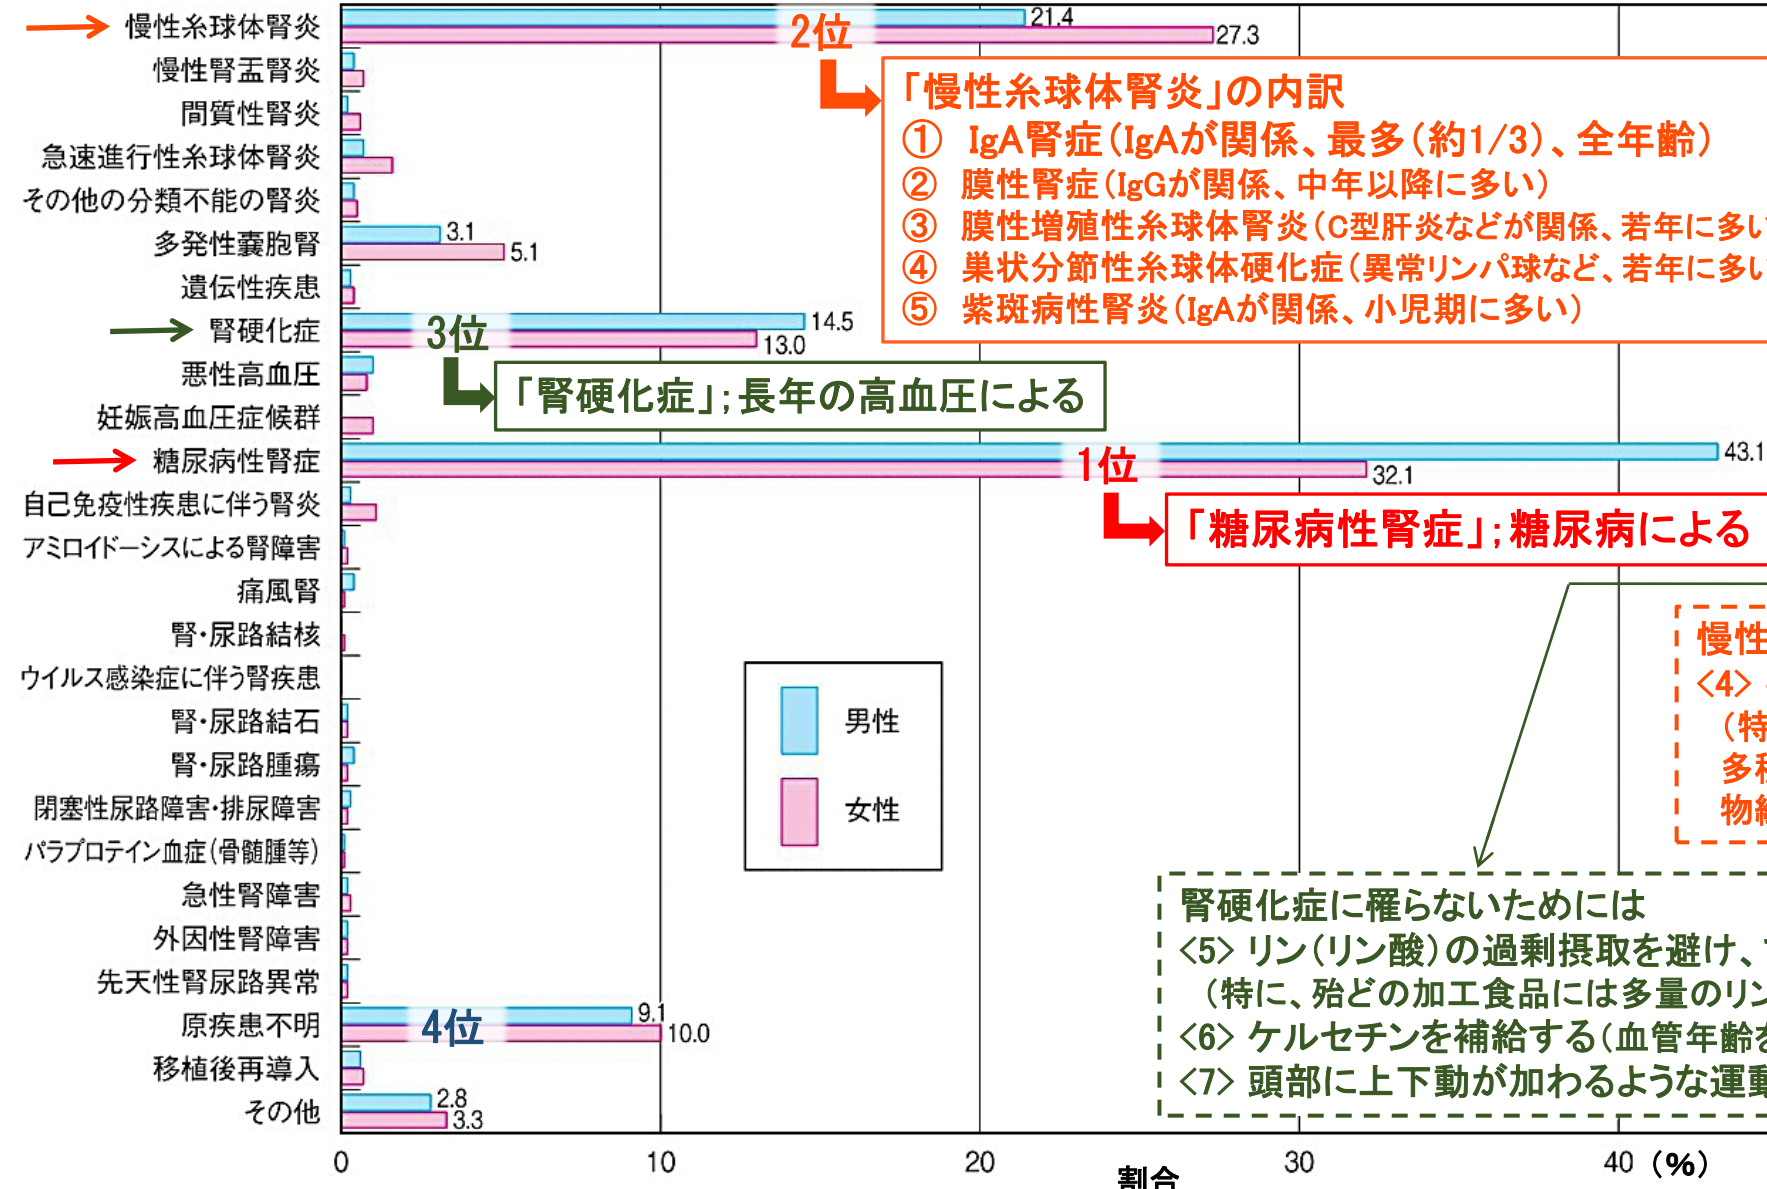 慢性糸球体腎炎
21.4
27.3
2位
「慢性糸球体腎炎」の内訳
① IgA腎症(IgAが関係、最多(約1/3)、全年齢)
② 膜性腎症(IgGが関係、中年以降に多い)
③ 膜性増殖性糸球体腎炎(C型肝炎などが関係、若年に多い
④ 巣状分節性糸球体硬化症(異常リンパ球など、若年に多い
⑤ 紫斑病性腎炎(IgAが関係、小児期に多い)
慢性腎盂腎炎
間質性腎炎
急速進行性糸球体腎炎
その他の分類不能の腎炎
多発性嚢胞腎
3.1
5.1
遺伝性疾患
腎硬化症
14.5
13.0
3位
「腎硬化症」;長年の高血圧による
悪性高血圧
妊娠高血圧症候群
糖尿病性腎症
43.1
32.1
1位
「糖尿病性腎症」;糖尿病による
自己免疫性疾患に伴う腎炎
アミロイドーシスによる腎障害
痛風腎
腎・尿路結核
ウイルス感染症に伴う腎疾患
腎・尿路結石
腎・尿路腫瘍
閉塞性尿路障害・排尿障害
パラプロテイン血症(骨髄腫等)
急性腎障害
外因性腎障害
先天性腎尿路異常
原疾患不明
9.1
10.0
4位
移植後再導入
その他
2.8
3.3
男性
女性
慢性
<4>
(特
多種
物繊
腎硬化症に罹らないためには
<5> リン(リン酸)の過剰摂取を避け、
(特に、殆どの加工食品には多量のリン
<6> ケルセチンを補給する(血管年齢を
<7> 頭部に上下動が加わるような運動
0 10 20 30 40 (%)
割合